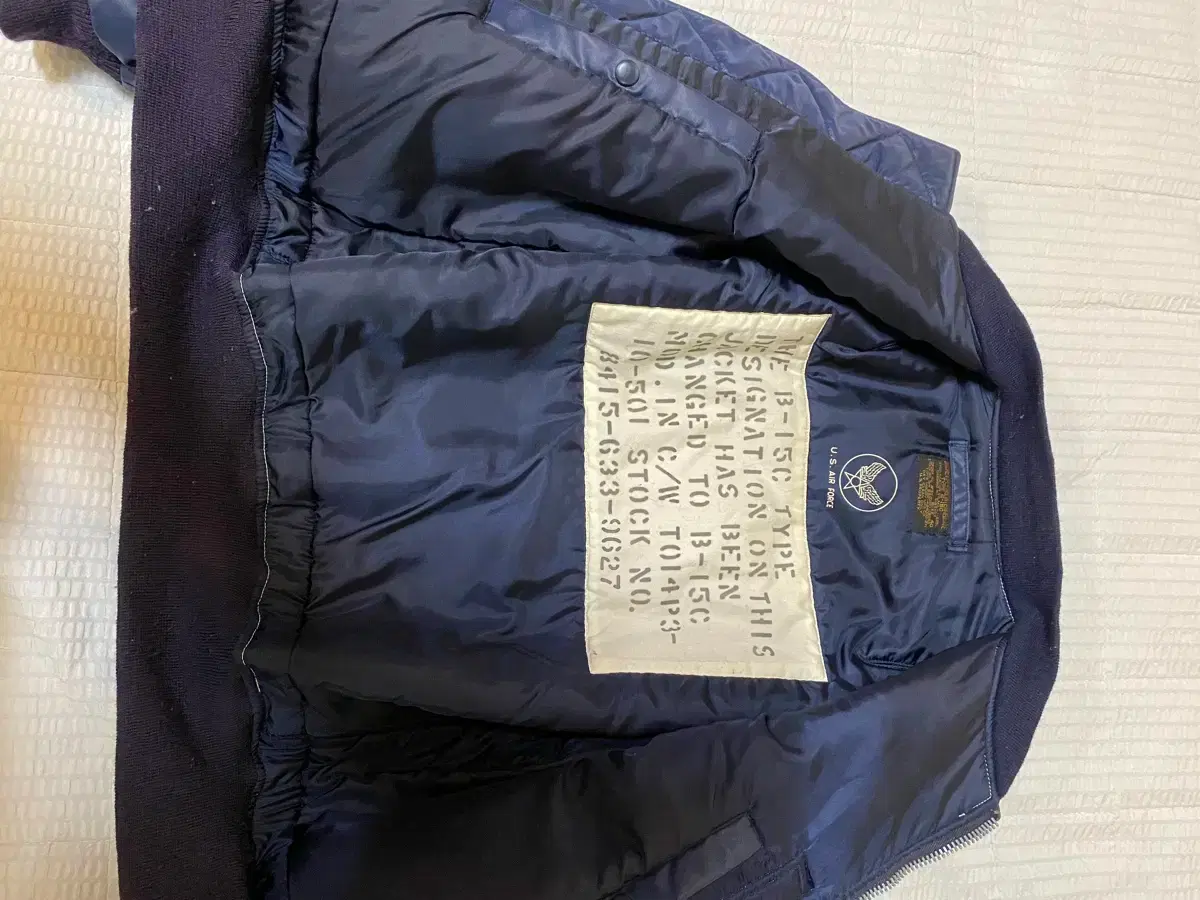 U.S. AIR FORCE
THE B-15C TYPE
DESIGNATION ON THIS
JACKET HAS BEEN
CHANGED TO B-15C
MOD. IN C/W TO14P3-
1A-501 STOCK NO.
8415-633-9627